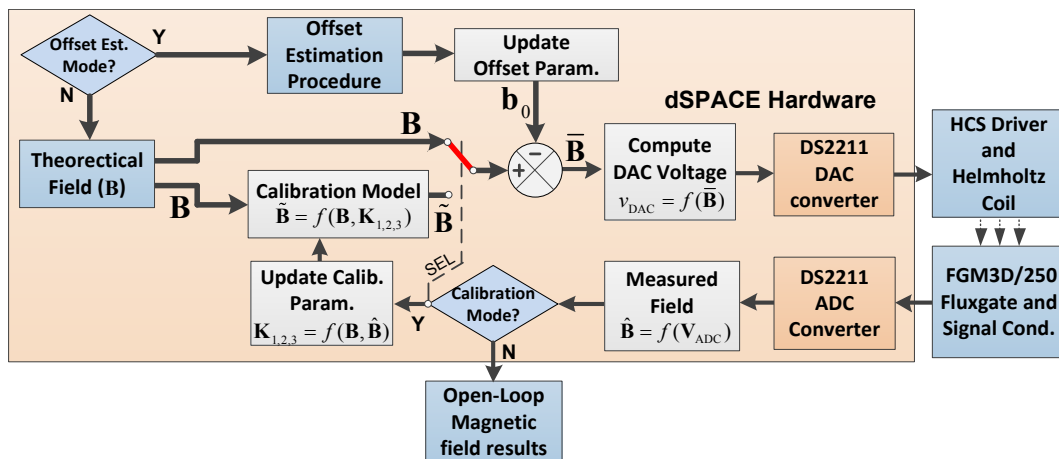 Offset Est.
Mode?
Y
N
Offset
Estimation
Procedure
Update
Offset Param.
b₀
dSPACE Hardware
Theorectical
Field (B)
B
B
Calibration Model
B̃ = f(B, K₁,₂,₃)
B̃
−
+
B̄
Compute
DAC Voltage
v_DAC = f(B̄)
DS2211
DAC
converter
HCS Driver
and
Helmholtz
Coil
SEL
Update Calib.
Param.
K₁,₂,₃ = f(B, B̂)
Y
Calibration
Mode?
N
Measured
Field
B̂ = f(V_ADC)
DS2211
ADC
Converter
FGM3D/250
Fluxgate and
Signal Cond.
Open-Loop
Magnetic
field results